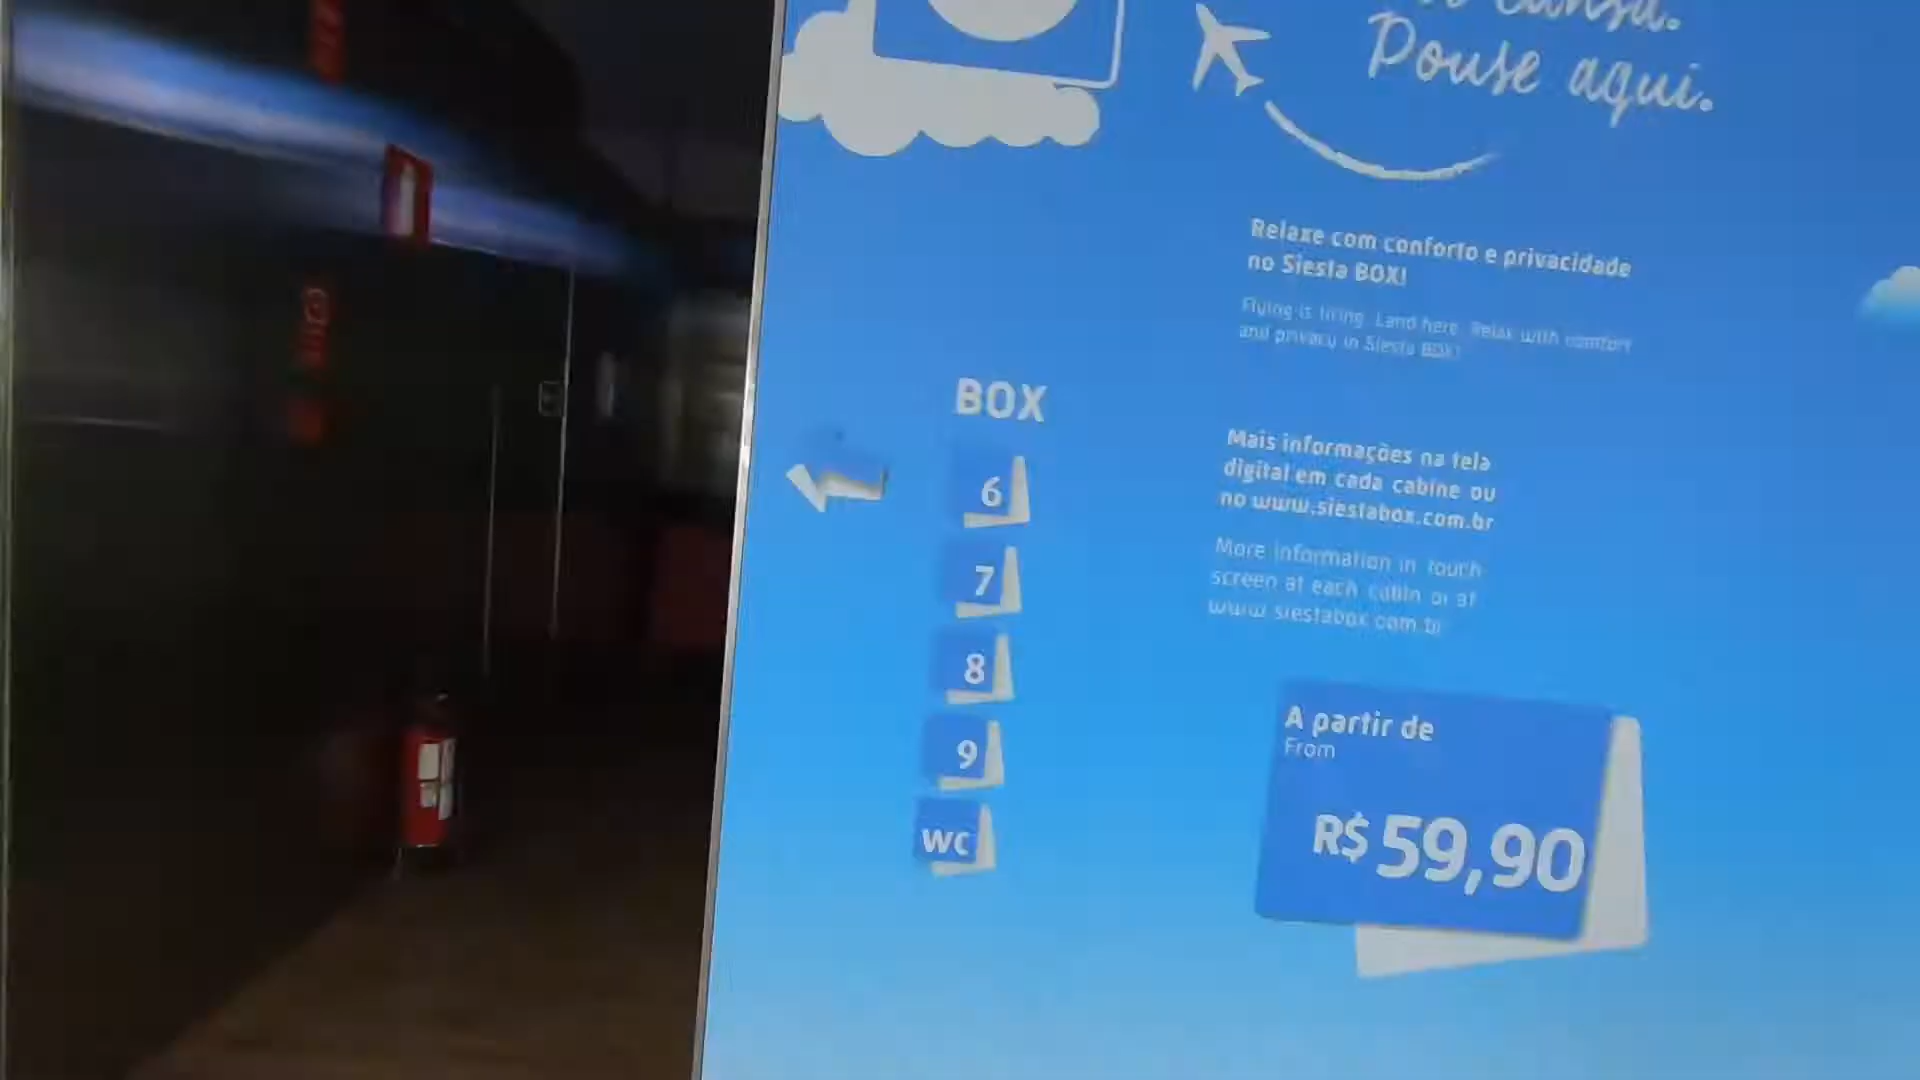 cansa.
Pouse aqui.
Relaxe com conforto e privacidade
no Siesta BOX!
Flying is tiring. Land here. Relax with comfort
and privacy in Siesta BOX!
BOX
6
7
8
9
WC
Mais informações na tela
digital em cada cabine ou
no www.siestabox.com.br
More information in touch
screen at each cabin or at
www.siestabox.com.br
A partir de
From
R$ 59,90